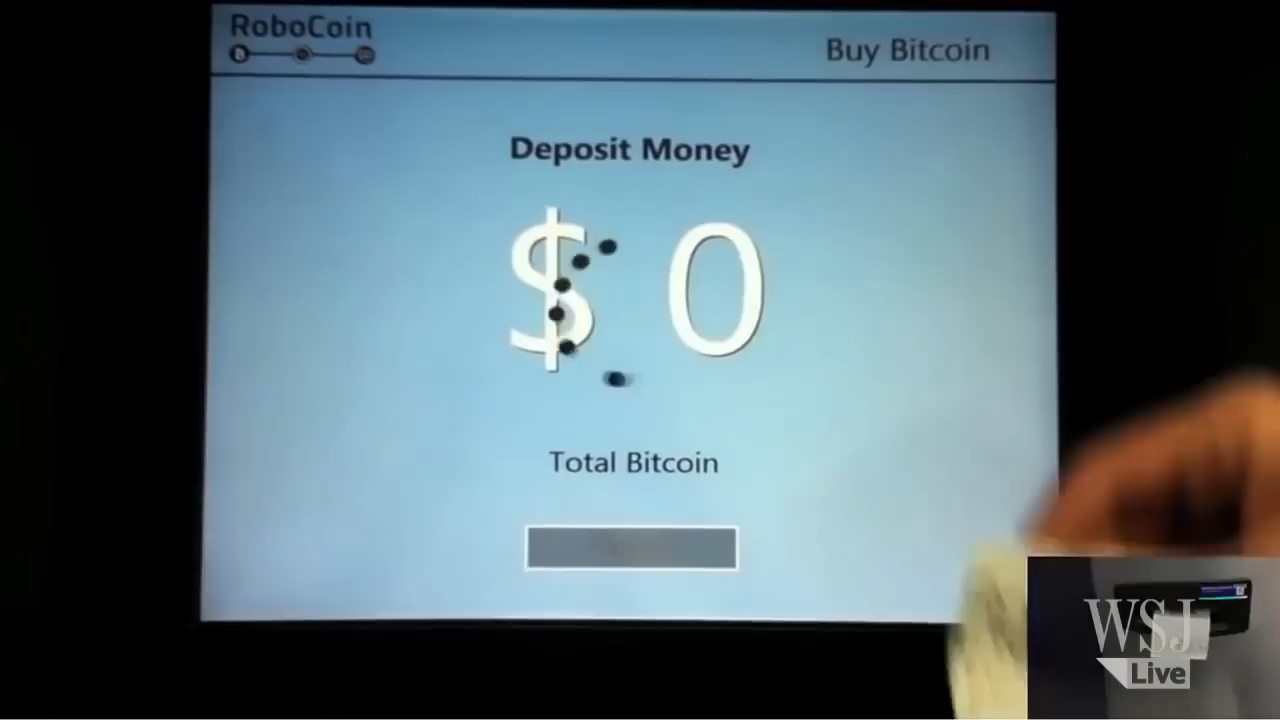 RoboCoin
Buy Bitcoin
Deposit Money
$ 0
Total Bitcoin
WSJ
Live